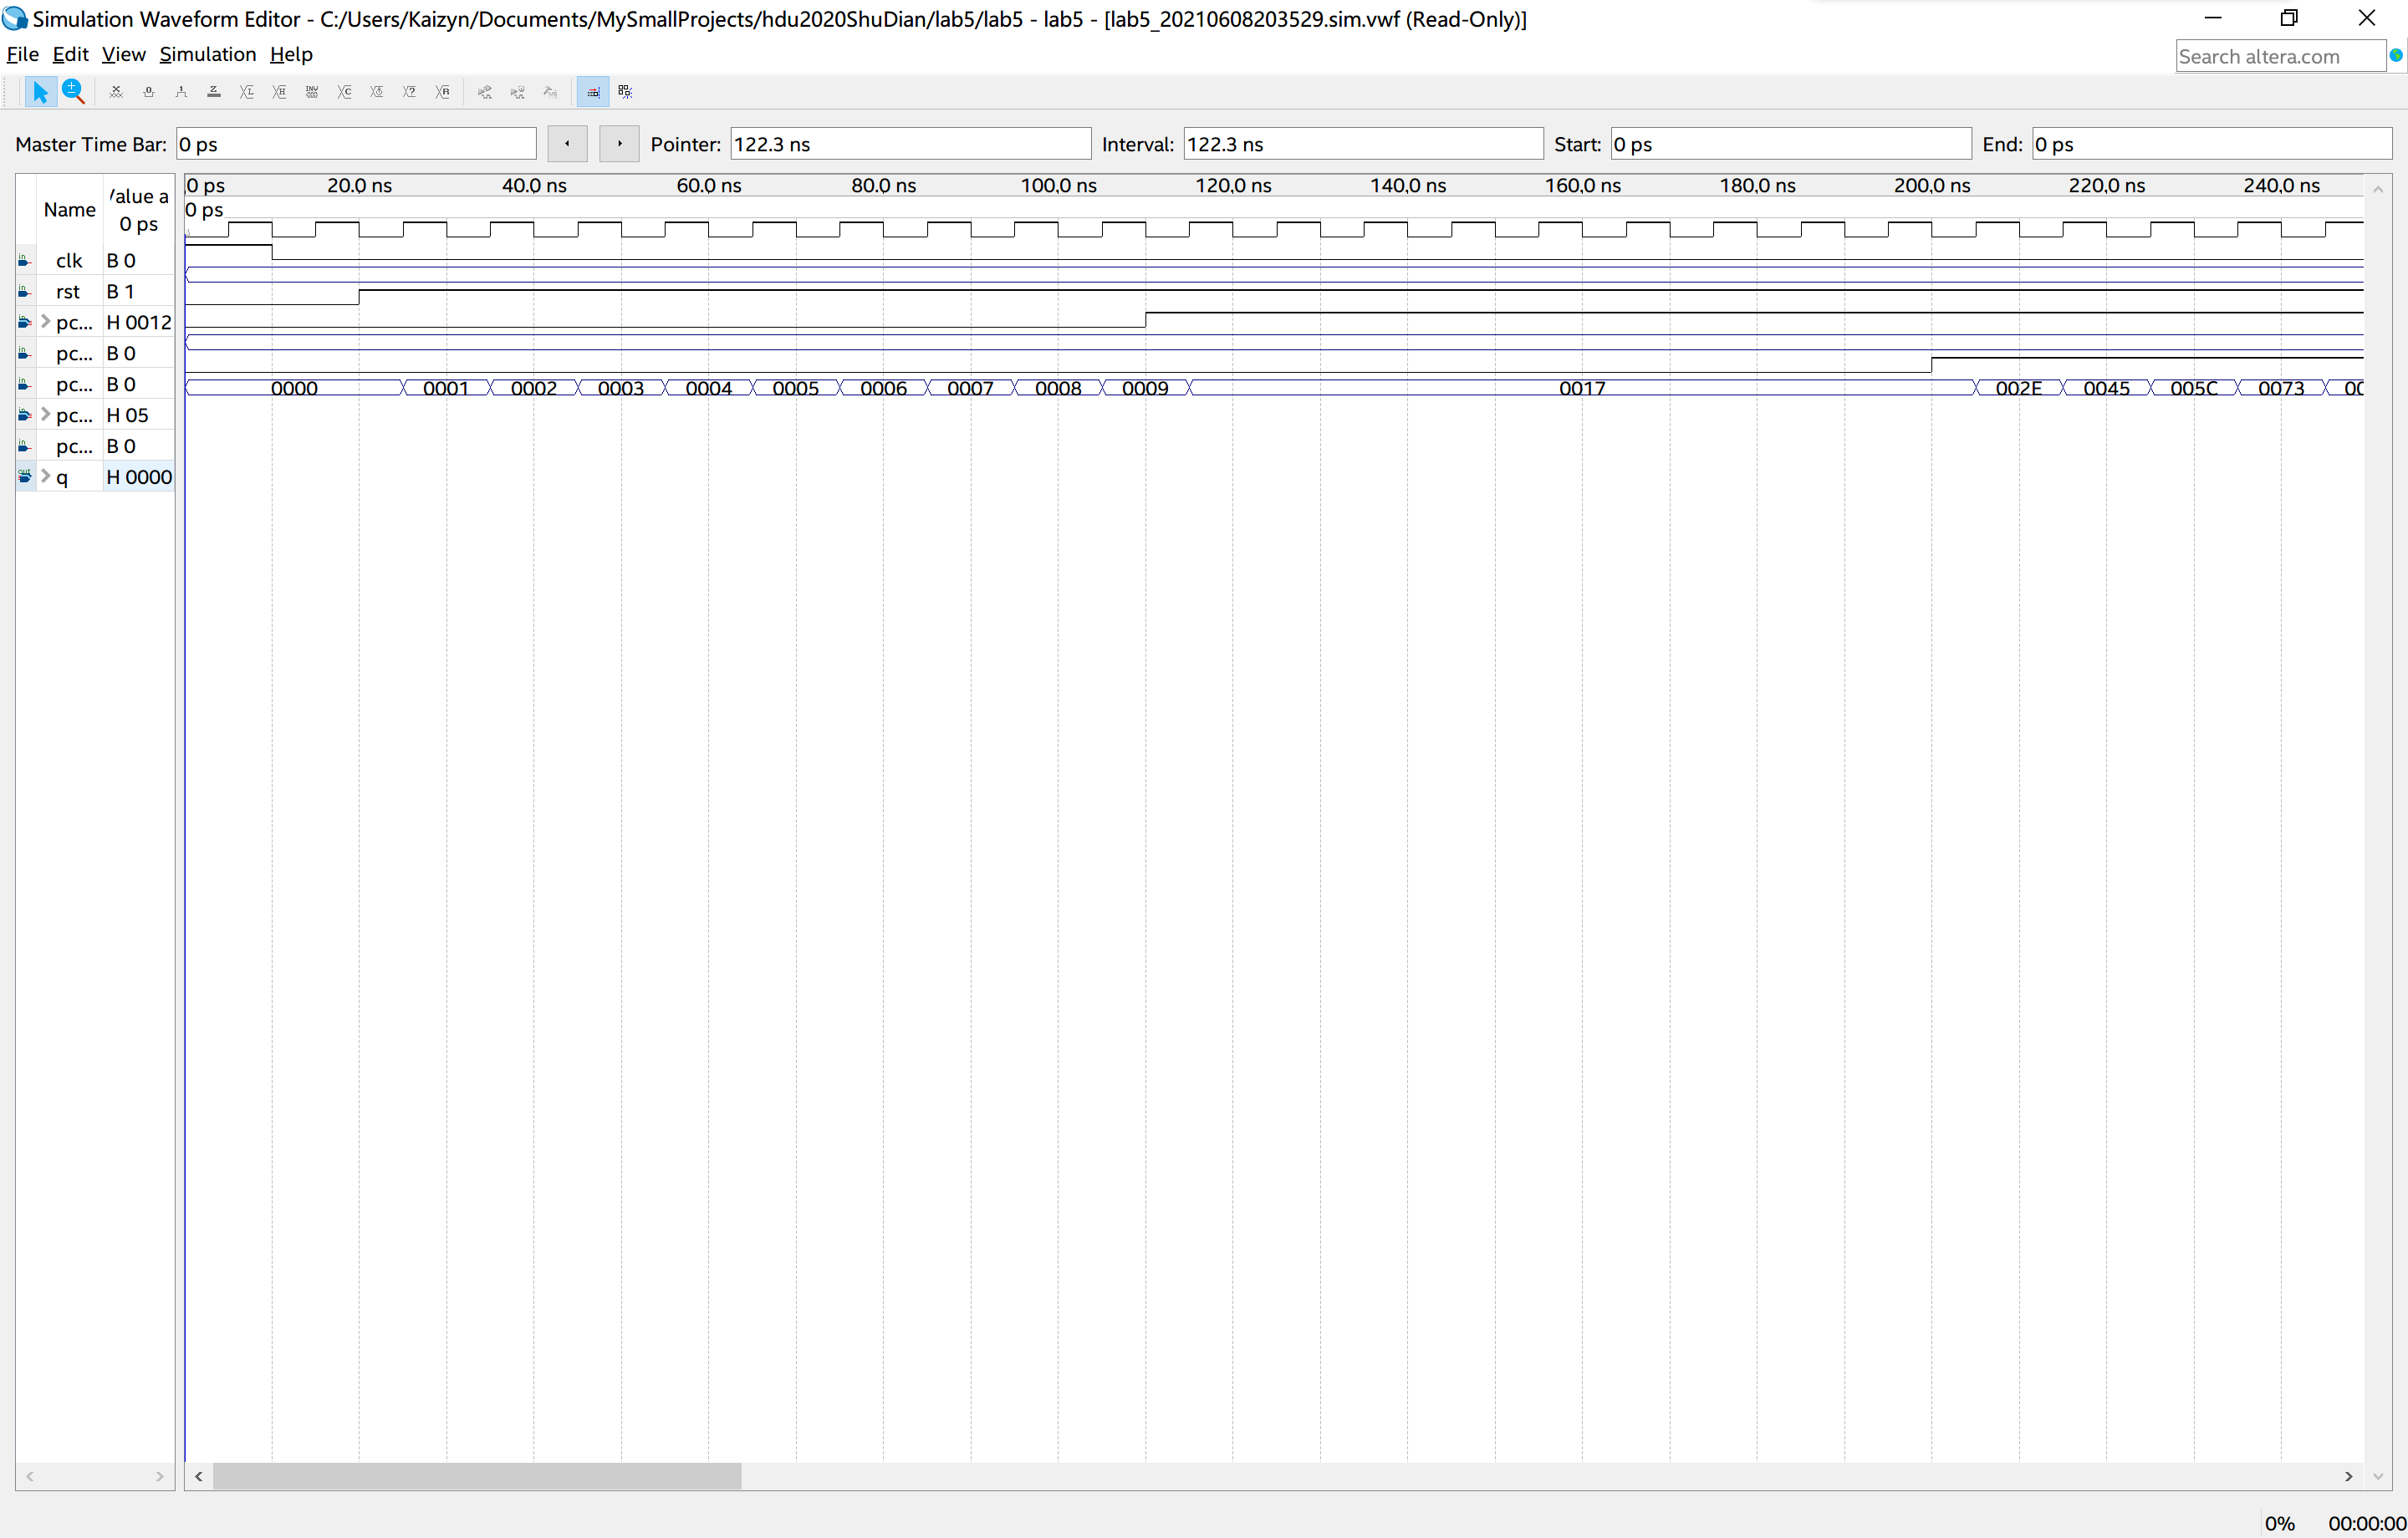 Simulation Waveform Editor - C:/Users/Kaizyn/Documents/MySmallProjects/hdu2020ShuDian/lab5/lab5 - lab5 - [lab5_20210608203529.sim.vwf (Read-Only)]
File Edit View Simulation Help
Search altera.com
Master Time Bar: 0 ps Pointer: 122.3 ns Interval: 122.3 ns Start: 0 ps End: 0 ps
Name Value a 0 ps
0 ps 20.0 ns 40.0 ns 60.0 ns 80.0 ns 100.0 ns 120.0 ns 140.0 ns 160.0 ns 180.0 ns 200.0 ns 220.0 ns 240.0 ns
0 ps
clk B 0
rst B 1
pc... H 0012
pc... B 0
pc... B 0
pc... H 05
pc... B 0
q H 0000
0000 0001 0002 0003 0004 0005 0006 0007 0008 0009 0017 002E 0045 005C 0073 00
0% 00:00:00